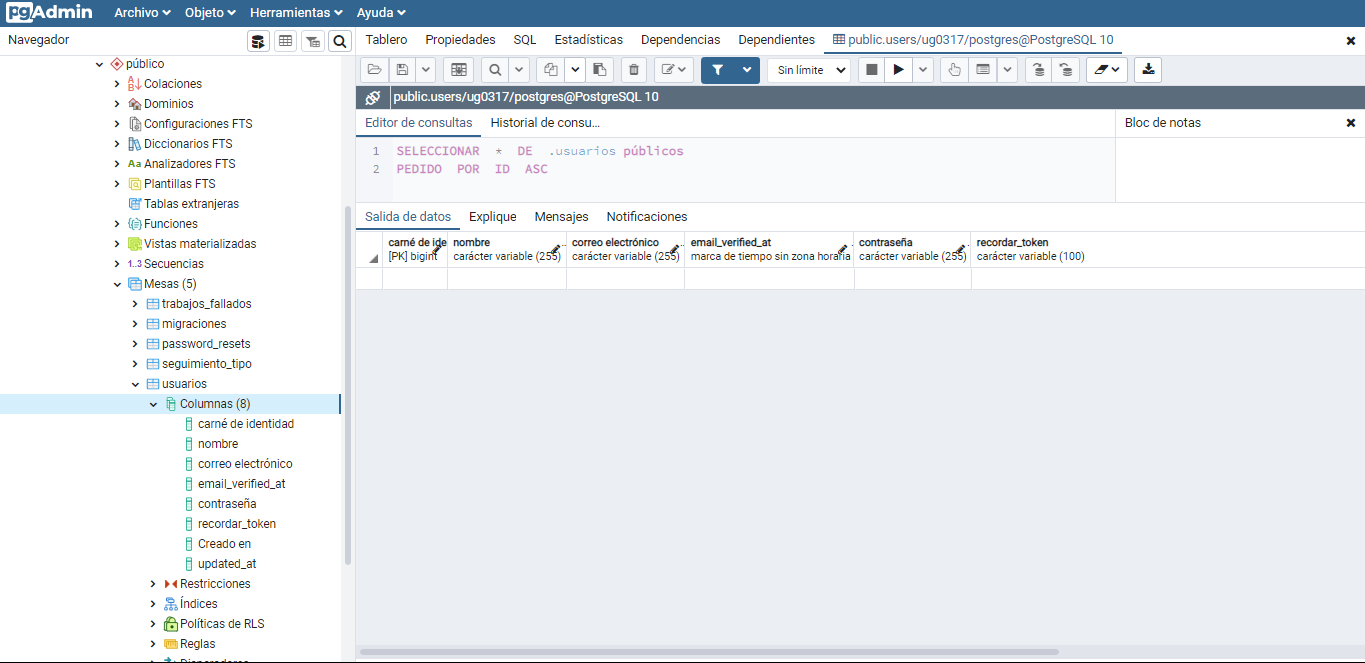 pgAdmin Archivo Objeto Herramientas Ayuda
Navegador
Tablero Propiedades SQL Estadísticas Dependencias Dependientes public.users/ug0317/postgres@PostgreSQL 10
público
Colaciones
Dominios
Configuraciones FTS
Diccionarios FTS
Aa Analizadores FTS
Plantillas FTS
Tablas extranjeras
Funciones
Vistas materializadas
1..3 Secuencias
Mesas (5)
trabajos_fallados
migraciones
password_resets
seguimiento_tipo
usuarios
Columnas (8)
carné de identidad
nombre
correo electrónico
email_verified_at
contraseña
recordar_token
Creado en
updated_at
Restricciones
Índices
Políticas de RLS
Reglas
Disparadores
Sin límite
public.users/ug0317/postgres@PostgreSQL 10
Editor de consultas Historial de consu...
Bloc de notas
1 SELECCIONAR * DE .usuarios públicos
2 PEDIDO POR ID ASC
Salida de datos Explique Mensajes Notificaciones
carné de ide nombre correo electrónico email_verified_at contraseña recordar_token
[PK] bigint carácter variable (255) carácter variable (255) marca de tiempo sin zona horaria carácter variable (255) carácter variable (100)